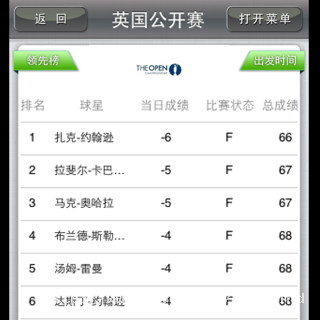 返 回 英国公开赛 打开菜单
领先榜 THE OPEN 出发时间
排名 球星 当日成绩 比赛状态 总成绩
1 扎克-约翰逊 -6 F 66
2 拉斐尔-卡巴... -5 F 67
3 马克-奥哈拉 -5 F 67
4 布兰德-斯勒... -4 F 68
5 汤姆-雷曼 -4 F 68
6 达斯丁-约翰逊 -4 F 68